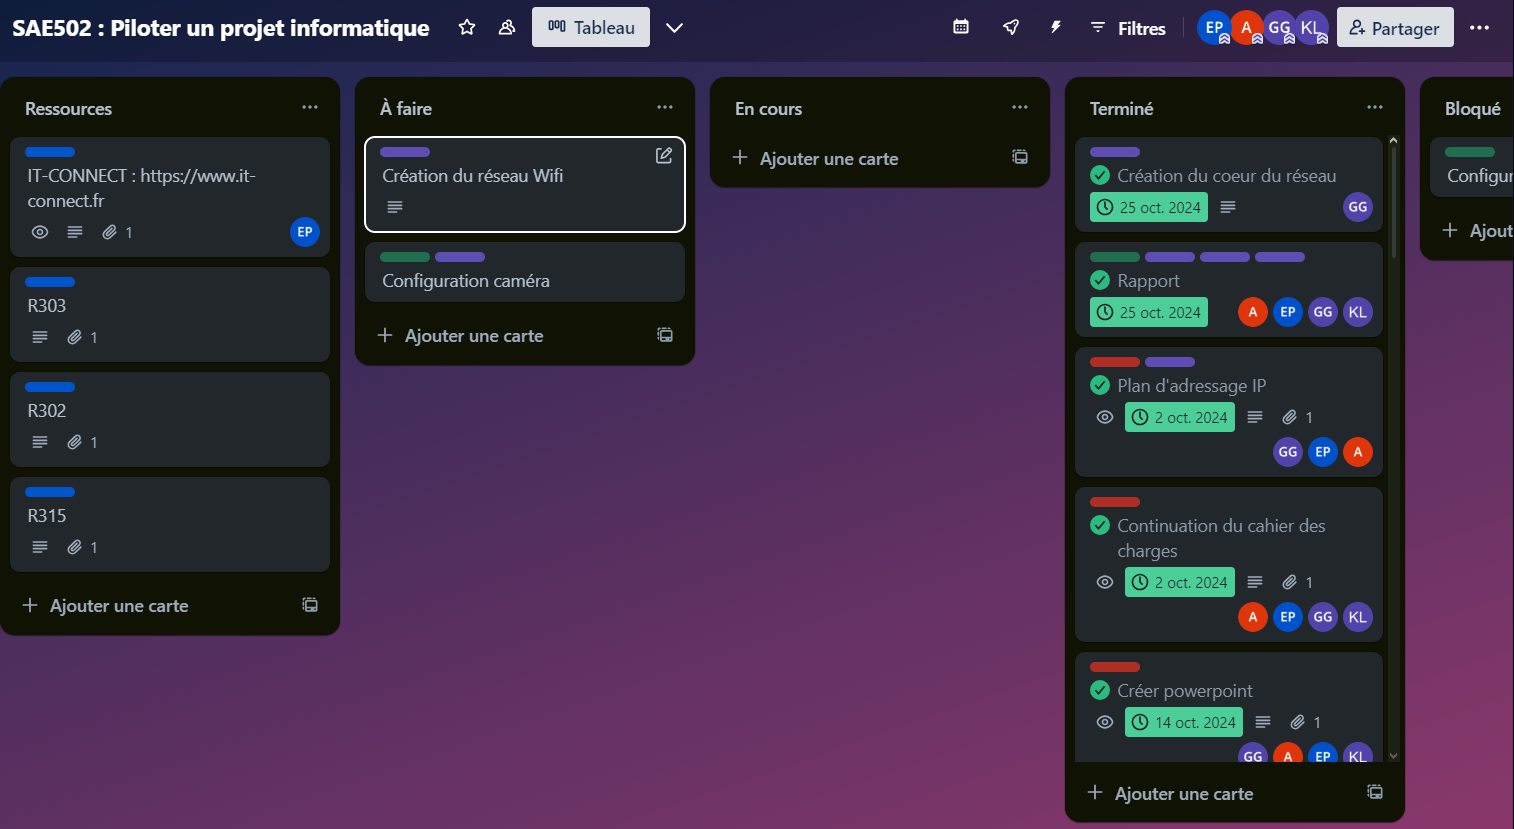 SAE502 : Piloter un projet informatique
Tableau
Filtres
EP
A
GG
KL
Partager
Ressources
IT-CONNECT : https://www.it-
connect.fr
1
EP
R303
1
R302
1
R315
1
Ajouter une carte
À faire
Création du réseau Wifi
Configuration caméra
Ajouter une carte
En cours
Ajouter une carte
Terminé
Création du coeur du réseau
25 oct. 2024
GG
Rapport
25 oct. 2024
A
EP
GG
KL
Plan d'adressage IP
2 oct. 2024
1
GG
EP
A
Continuation du cahier des
charges
2 oct. 2024
1
A
EP
GG
KL
Créer powerpoint
14 oct. 2024
1
GG
A
EP
KL
Ajouter une carte
Bloqué
Configur
Ajout